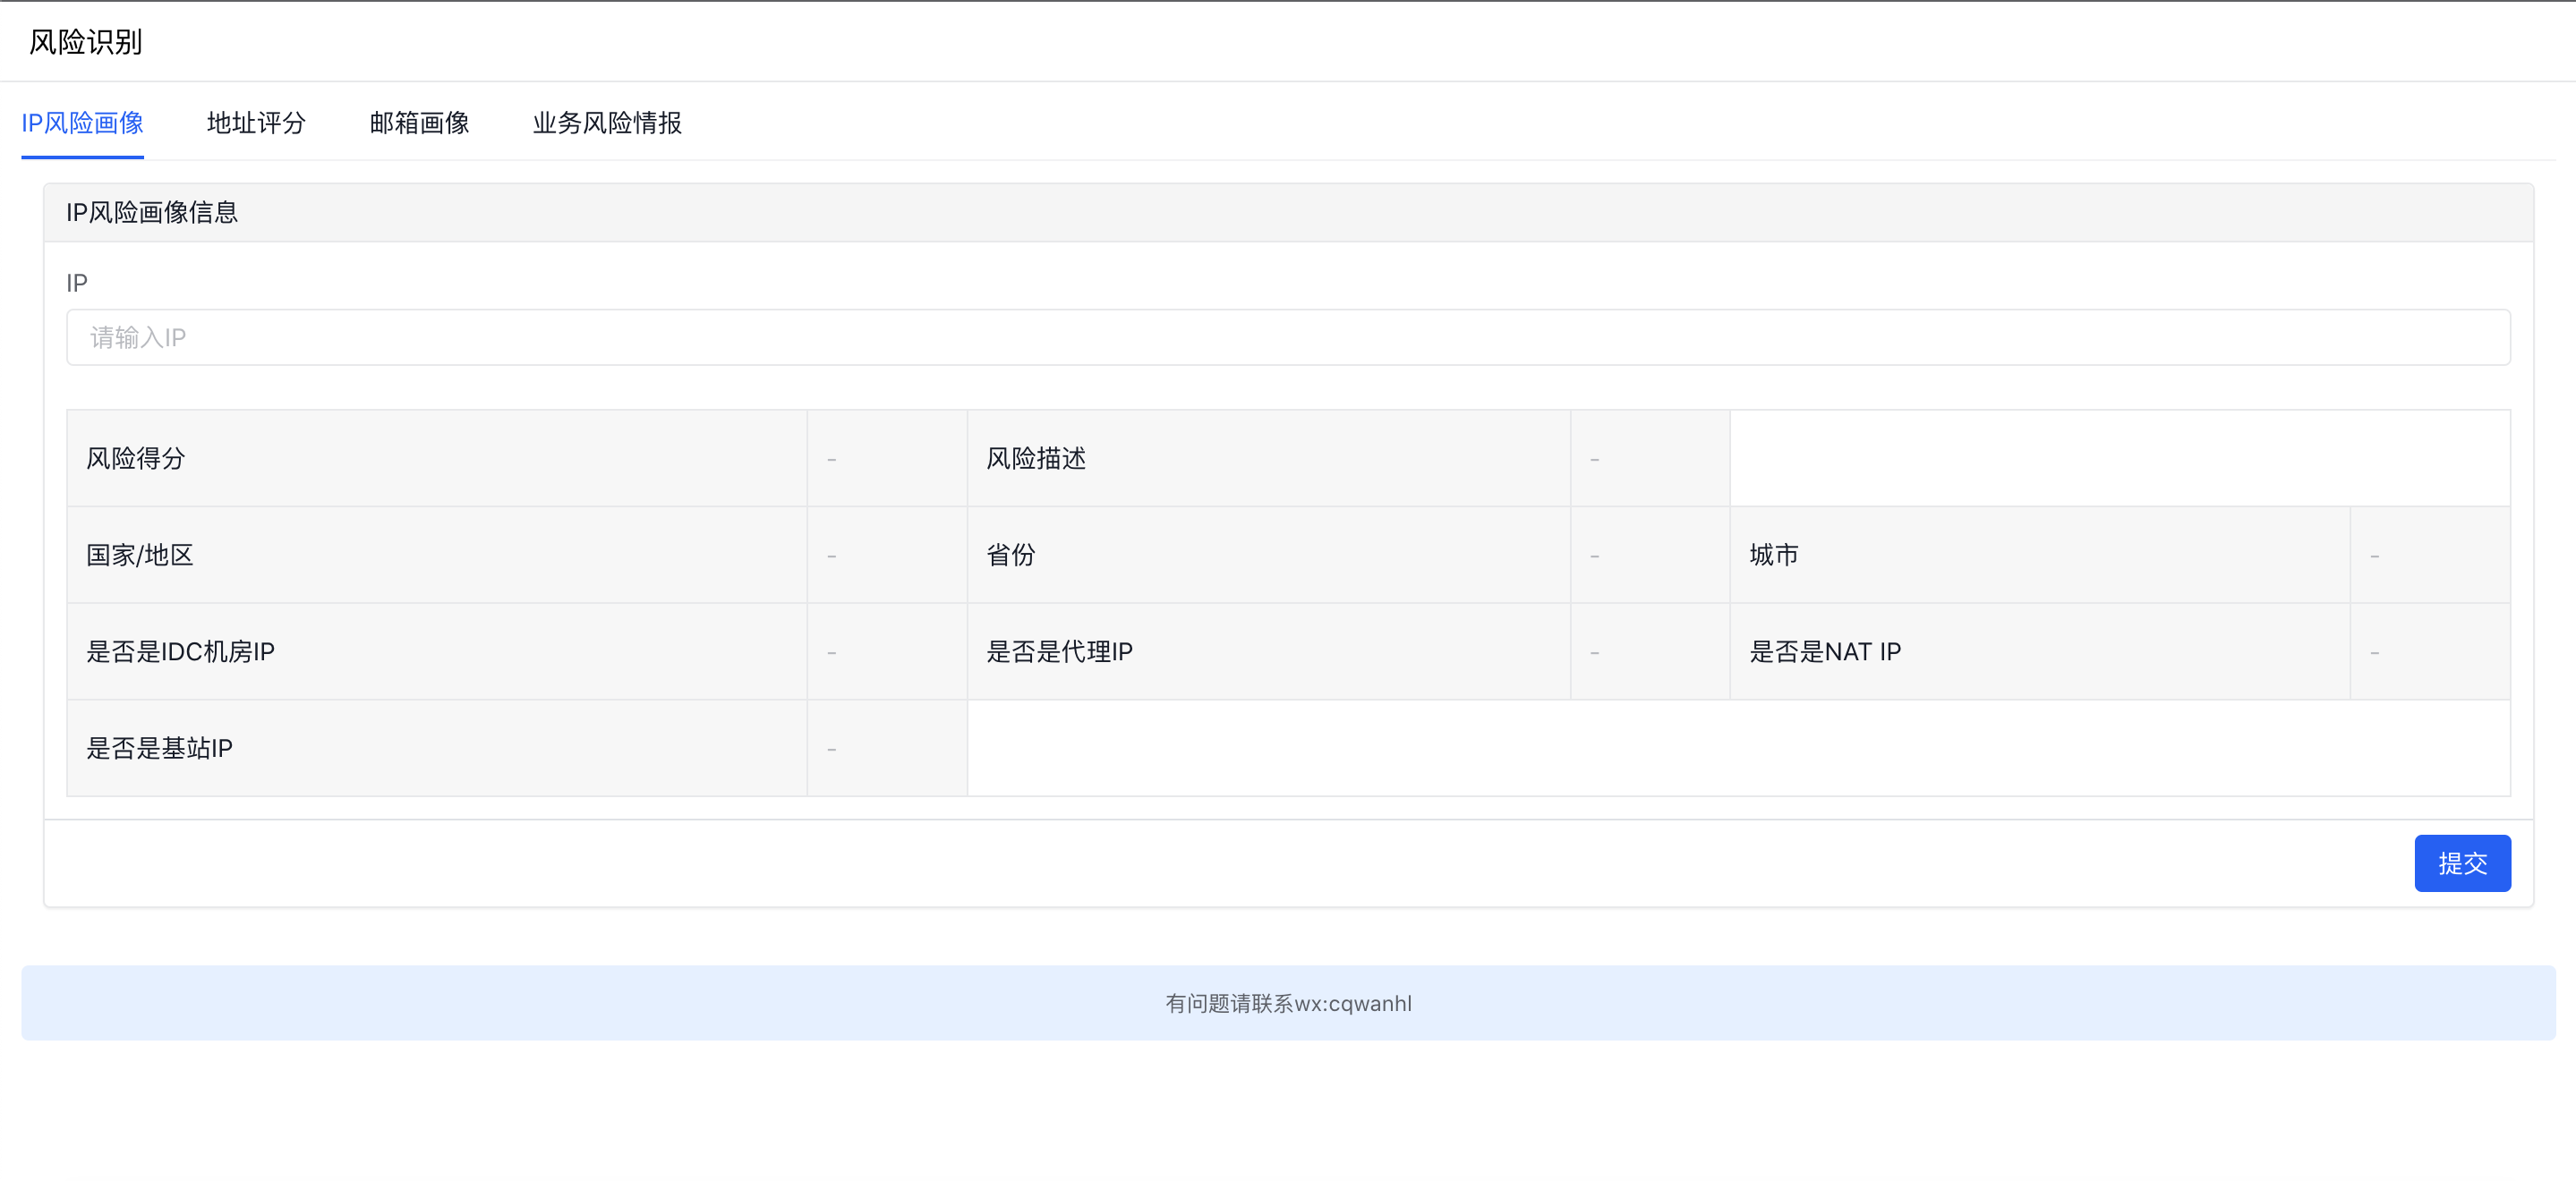 风险识别
IP风险画像 地址评分 邮箱画像 业务风险情报
IP风险画像信息
IP
请输入IP
风险得分 - 风险描述 -
国家/地区 - 省份 - 城市 -
是否是IDC机房IP - 是否是代理IP - 是否是NAT IP -
是否是基站IP -
提交
有问题请联系wx:cqwanhl